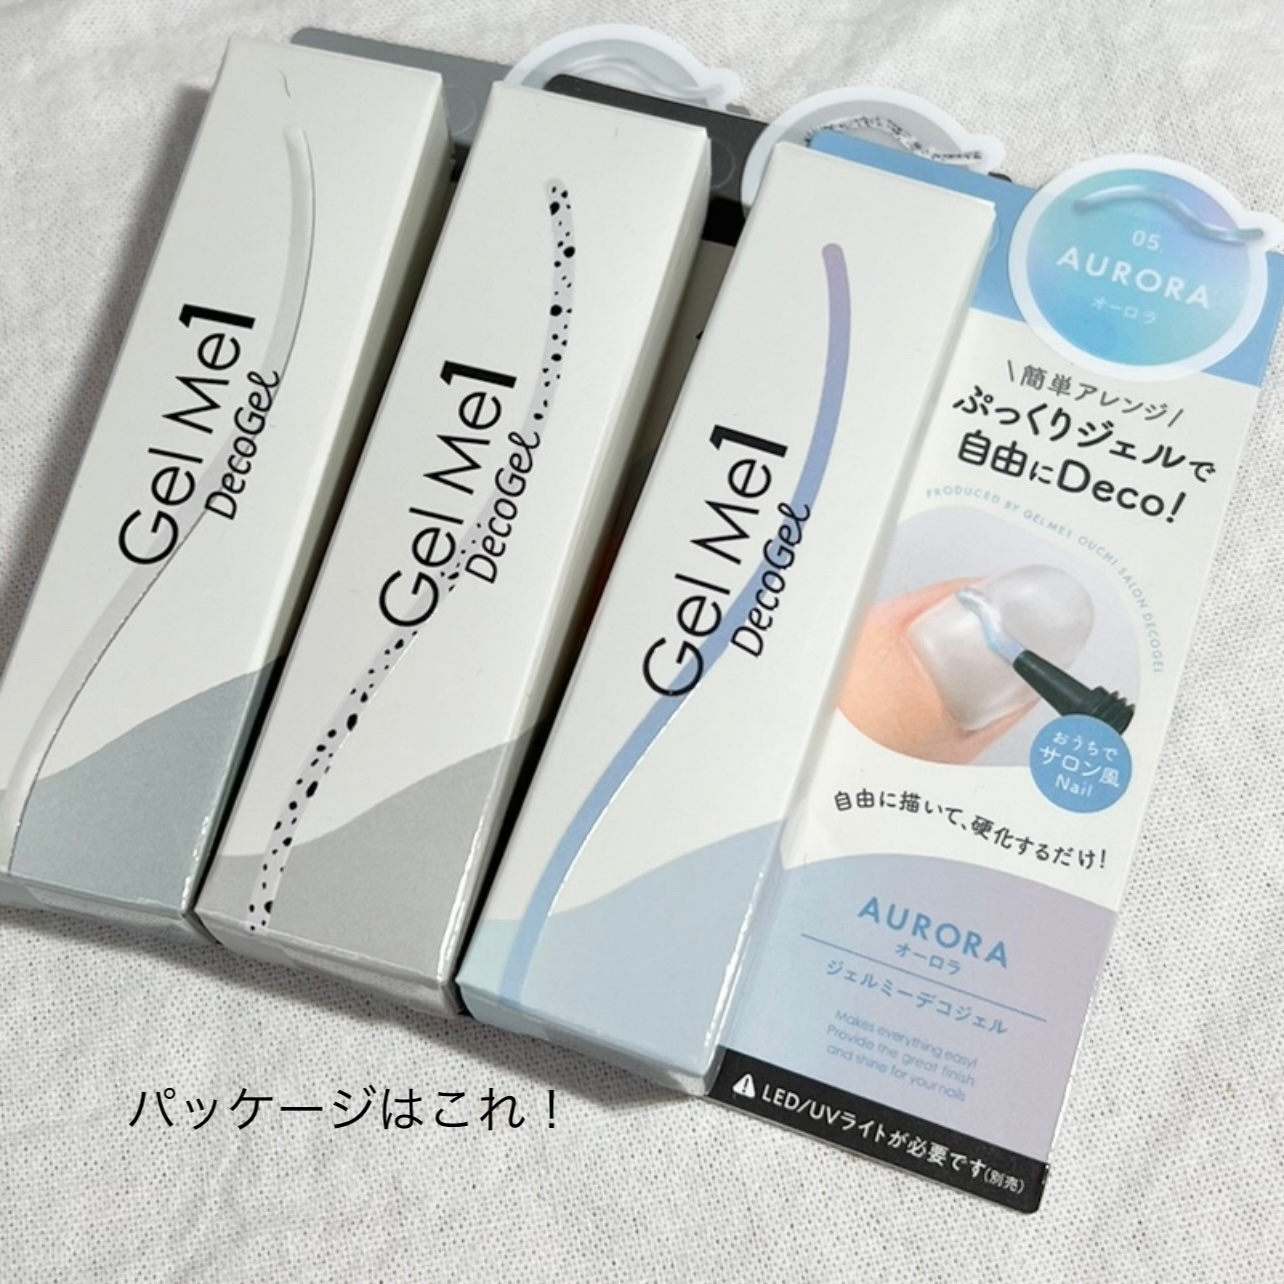 Gel Me1
DecoGel
Gel Me1
DecoGel
Gel Me1
DecoGel
05.
AURORA
オーロラ
\簡単アレンジ/
ぷっくりジェルで
自由にDeco!
PRODUCED BY GELME1 OUCHI SALON DECOGEL
おうちで
サロン風
Nail
自由に描いて、硬化するだけ!
AURORA
オーロラ
ジェルミーデコジェル
Makes everything easy!
Provide the great finish
and shine for your nails
LED/UVライトが必要です(別売)
パッケージはこれ！